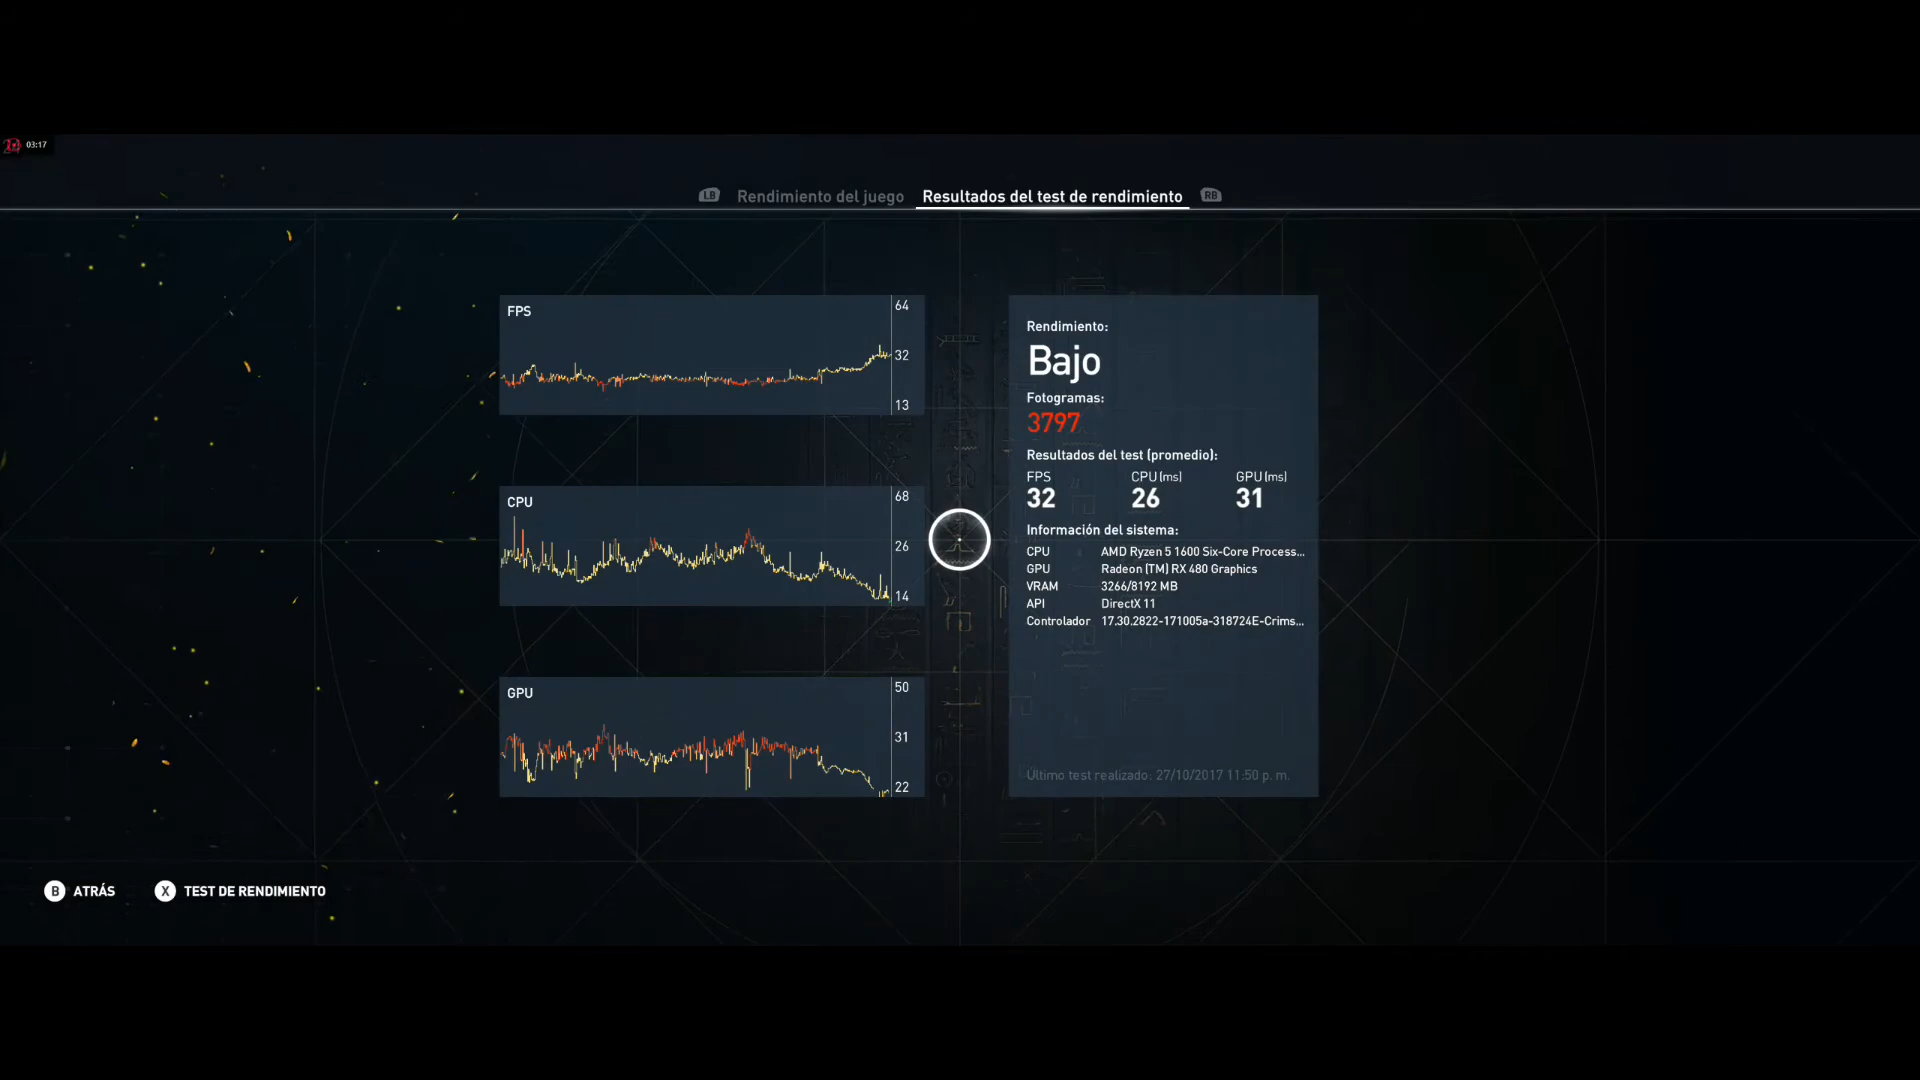 03:17
LB Rendimiento del juego Resultados del test de rendimiento RB
FPS
64
32
13
CPU
68
26
14
GPU
50
31
22
Rendimiento:
Bajo
Fotogramas:
3797
Resultados del test (promedio):
FPS CPU (ms) GPU (ms)
32 26 31
Información del sistema:
CPU AMD Ryzen 5 1600 Six-Core Process...
GPU Radeon (TM) RX 480 Graphics
VRAM 3266/8192 MB
API DirectX 11
Controlador 17.30.2822-171005a-318724E-Crims...
Último test realizado: 27/10/2017 11:50 p. m.
B ATRÁS X TEST DE RENDIMIENTO